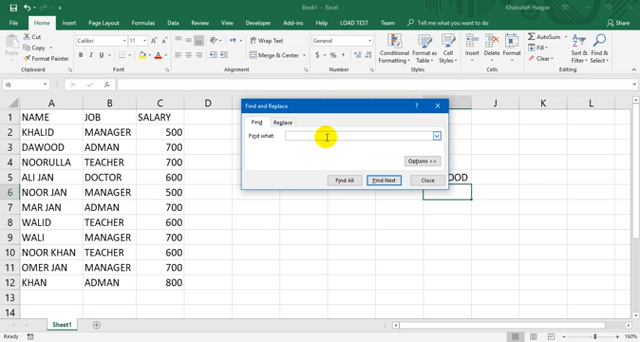 Book1 - Excel
Khairullah Haqyar
File Home Insert Page Layout Formulas Data Review View Developer Add-ins Help LOAD TEST Team Tell me what you want to do Share
Cut
Copy
Paste Format Painter
Clipboard
Calibri 11
B I U
Font
Wrap Text
Merge & Center
Alignment
General
$ % ,
Number
Conditional Formatting
Format as Table
Cell Styles
Styles
Insert Delete Format
Cells
AutoSum
Fill
Clear
Sort & Filter
Find & Select
Editing
I6 fx
A B C D E F G H I J K L
1 NAME JOB SALARY
2 KHALID MANAGER 500
3 DAWOOD ADMAN 700
4 NOORULLA TEACHER 700
5 ALI JAN DOCTOR 600 OOD
6 NOOR JAN MANAGER 500
7 MAR JAN ADMAN 700
8 WALID TEACHER 600
9 WALI MANAGER 700
10 NOOR KHAN TEACHER 600
11 OMER JAN MANAGER 700
12 KHAN ADMAN 800
13
14
Find and Replace
? ×
Find Replace
Find what:
Options >>
Find All Find Next Close
Sheet1
Ready
160%